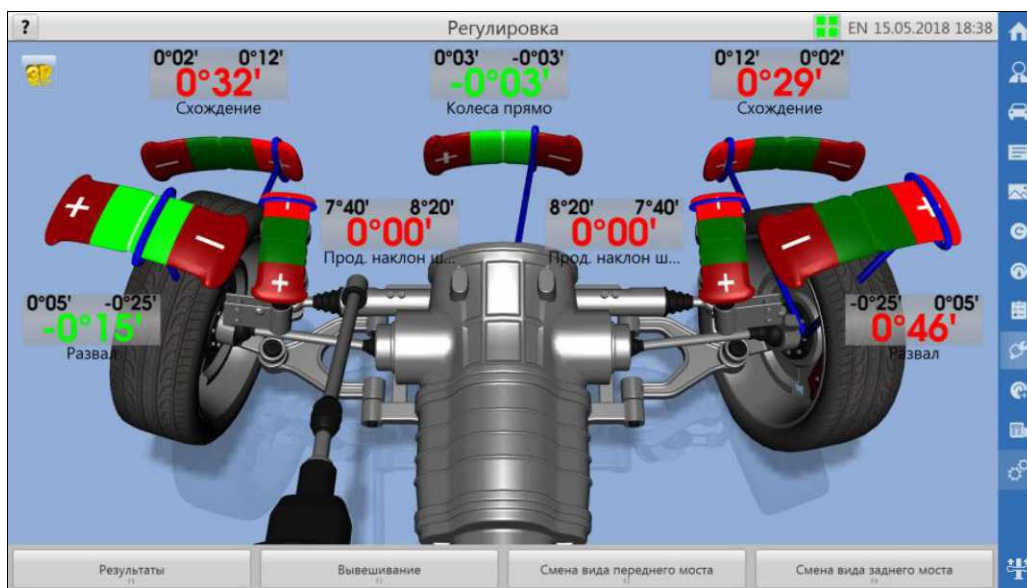 ?
Регулировка
EN 15.05.2018 18:38
3D
0°02' 0°12'
0°32'
Схождение
0°03' -0°03'
-0°03'
Колеса прямо
0°12' 0°02'
0°29'
Схождение
7°40' 8°20'
0°00'
Прод. наклон ш...
8°20' 7°40'
0°00'
Прод. наклон ш...
0°05' -0°25'
-0°15'
Развал
-0°25' 0°05'
0°46'
Развал
Результаты
Вывешивание
Смена вида переднего моста
Смена вида заднего моста